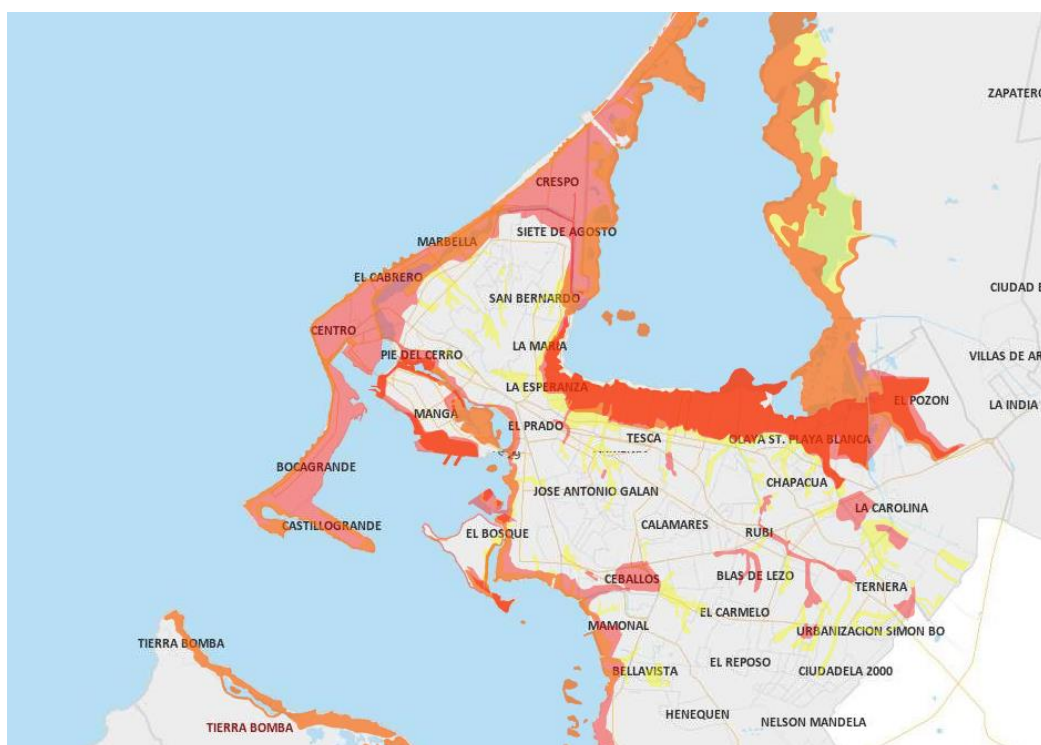 ZAPATERO
CRESPO
SIETE DE AGOSTO
MARBELLA
EL CABRERO
CIUDAD E
SAN BERNARDO
CENTRO
LA MARIA
PIE DEL CERRO
VILLAS DE AR
LA ESPERANZA
EL POZON
LA INDIA
MANGA
EL PRADO
TESCA
OLAYA ST. PLAYA BLANCA
BOCAGRANDE
CHAPACUA
JOSE ANTONIO GALAN
LA CAROLINA
CASTILLOGRANDE
CALAMARES
EL BOSQUE
RUBI
CEBALLOS
BLAS DE LEZO
TERNERA
EL CARMELO
MAMONAL
URBANIZACION SIMON BO
TIERRA BOMBA
EL REPOSO
BELLAVISTA
CIUDADELA 2000
HENEQUEN
NELSON MANDELA
TIERRA BOMBA